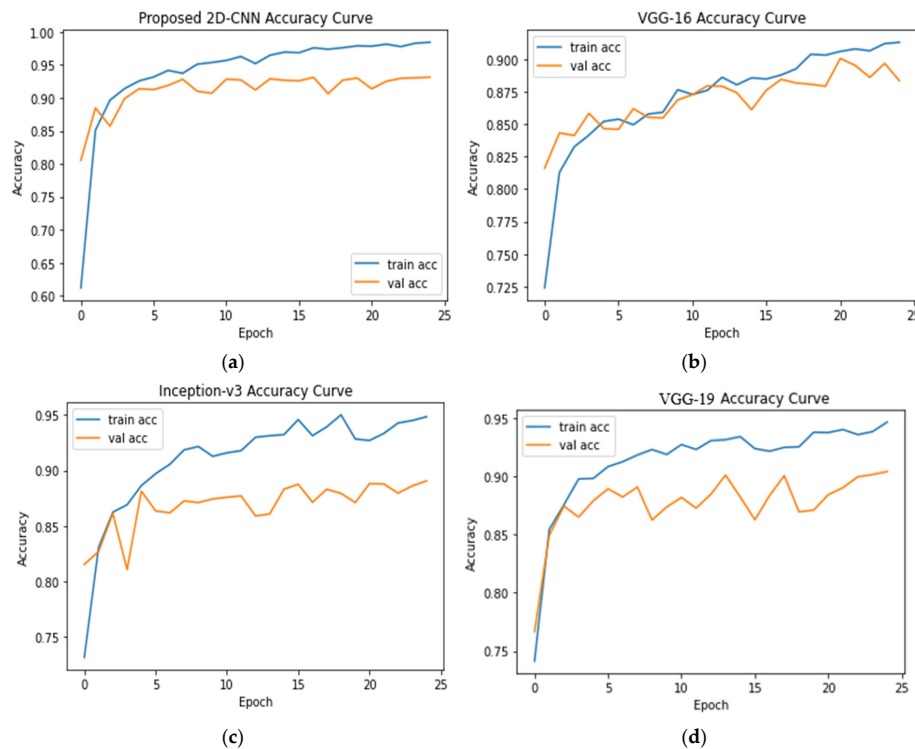 Proposed 2D-CNN Accuracy Curve
1.00
0.95
0.90
0.85
0.80
0.75
0.70
0.65
0.60
Accuracy
train acc
val acc
0
5
10
15
20
25
Epoch
(a)
VGG-16 Accuracy Curve
train acc
val acc
0.900
0.875
0.850
0.825
0.800
0.775
0.750
0.725
Accuracy
0
5
10
15
20
25
Epoch
(b)
Inception-v3 Accuracy Curve
train acc
val acc
0.95
0.90
0.85
0.80
0.75
Accuracy
0
5
10
15
20
25
Epoch
(c)
VGG-19 Accuracy Curve
train acc
val acc
0.95
0.90
0.85
0.80
0.75
Accuracy
0
5
10
15
20
25
Epoch
(d)